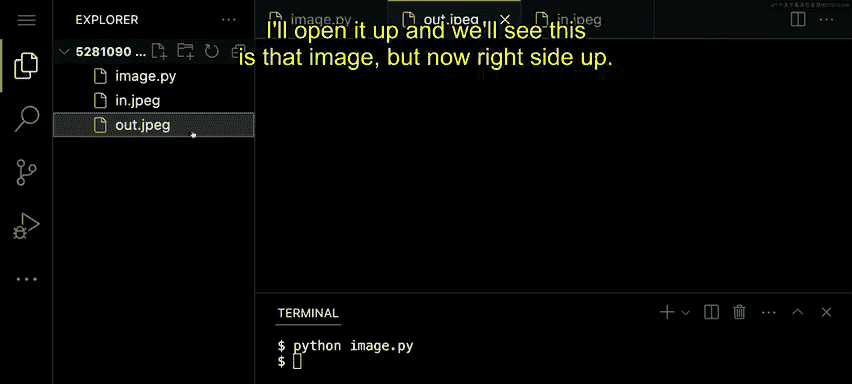 EXPLORER
...
image.py
out.jpeg
in.jpeg
I'll open it up and we'll see this
is that image, but now right side up.
5281090 ...
image.py
in.jpeg
out.jpeg
TERMINAL
$ python image.py
$